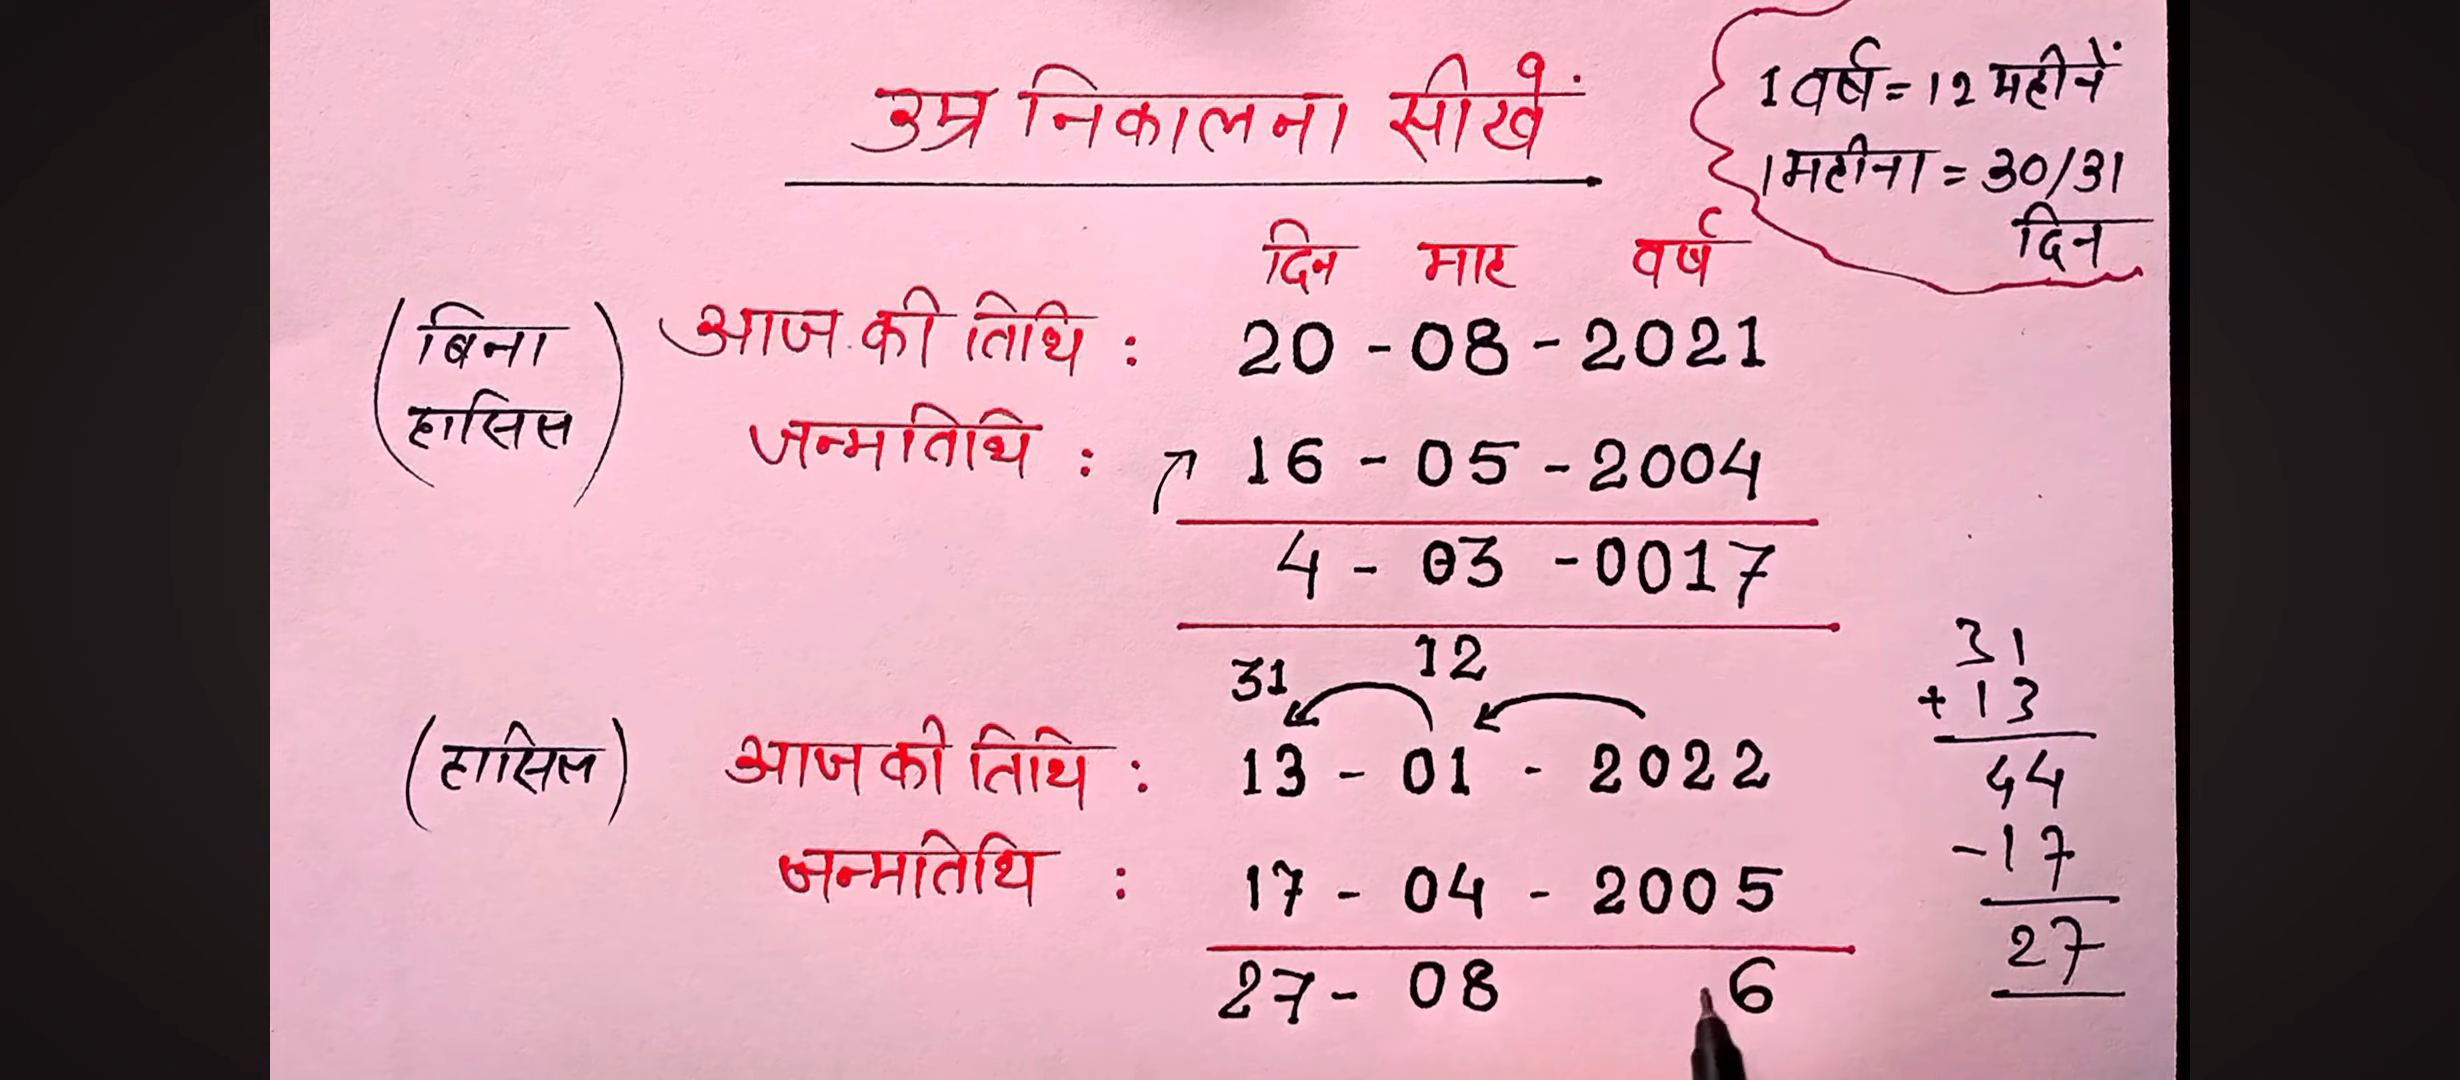 उम्र निकालना सीखें
1 वर्ष = 12 महीनें
1 महीना = 30/31
दिन
दिन माह वर्ष
(बिना हासिल) आज की तिथि : 20 - 08 - 2021
जन्मतिथि : 16 - 05 - 2004
4 - 03 - 0017
31 12
(हासिल) आज की तिथि : 13 - 01 - 2022
जन्मतिथि : 17 - 04 - 2005
27 - 08 6
31
+ 13
44
- 17
27